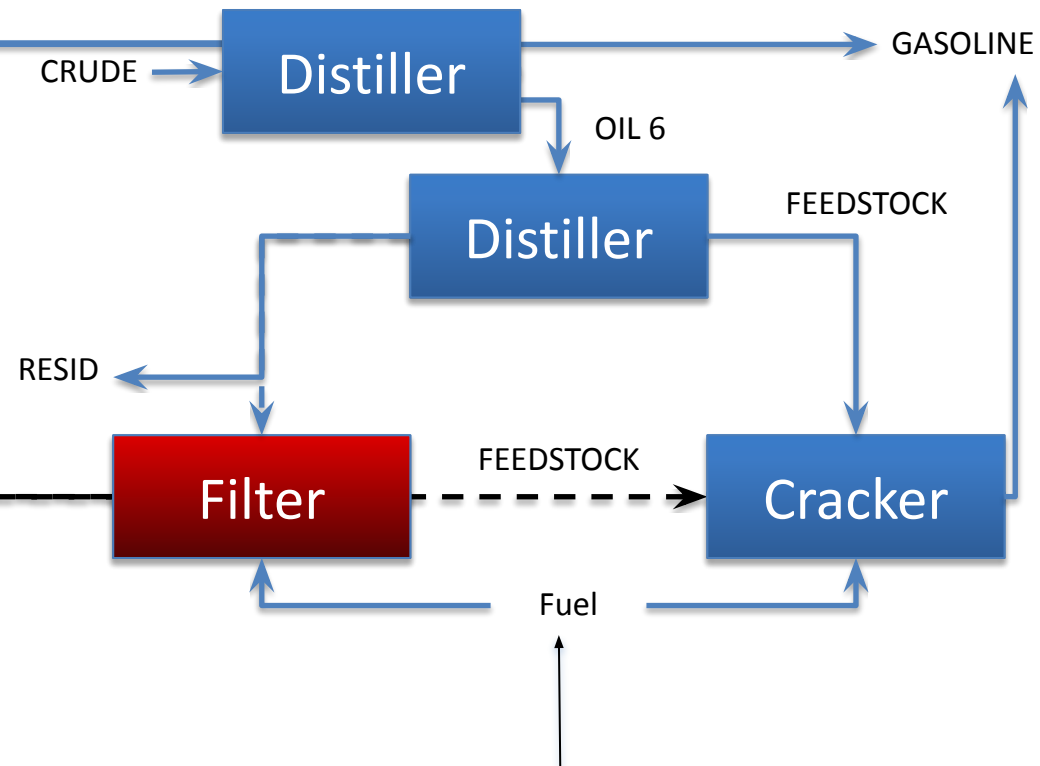 GASOLINE
CRUDE
Distiller
OIL 6
FEEDSTOCK
Distiller
RESID
FEEDSTOCK
Filter
Cracker
Fuel